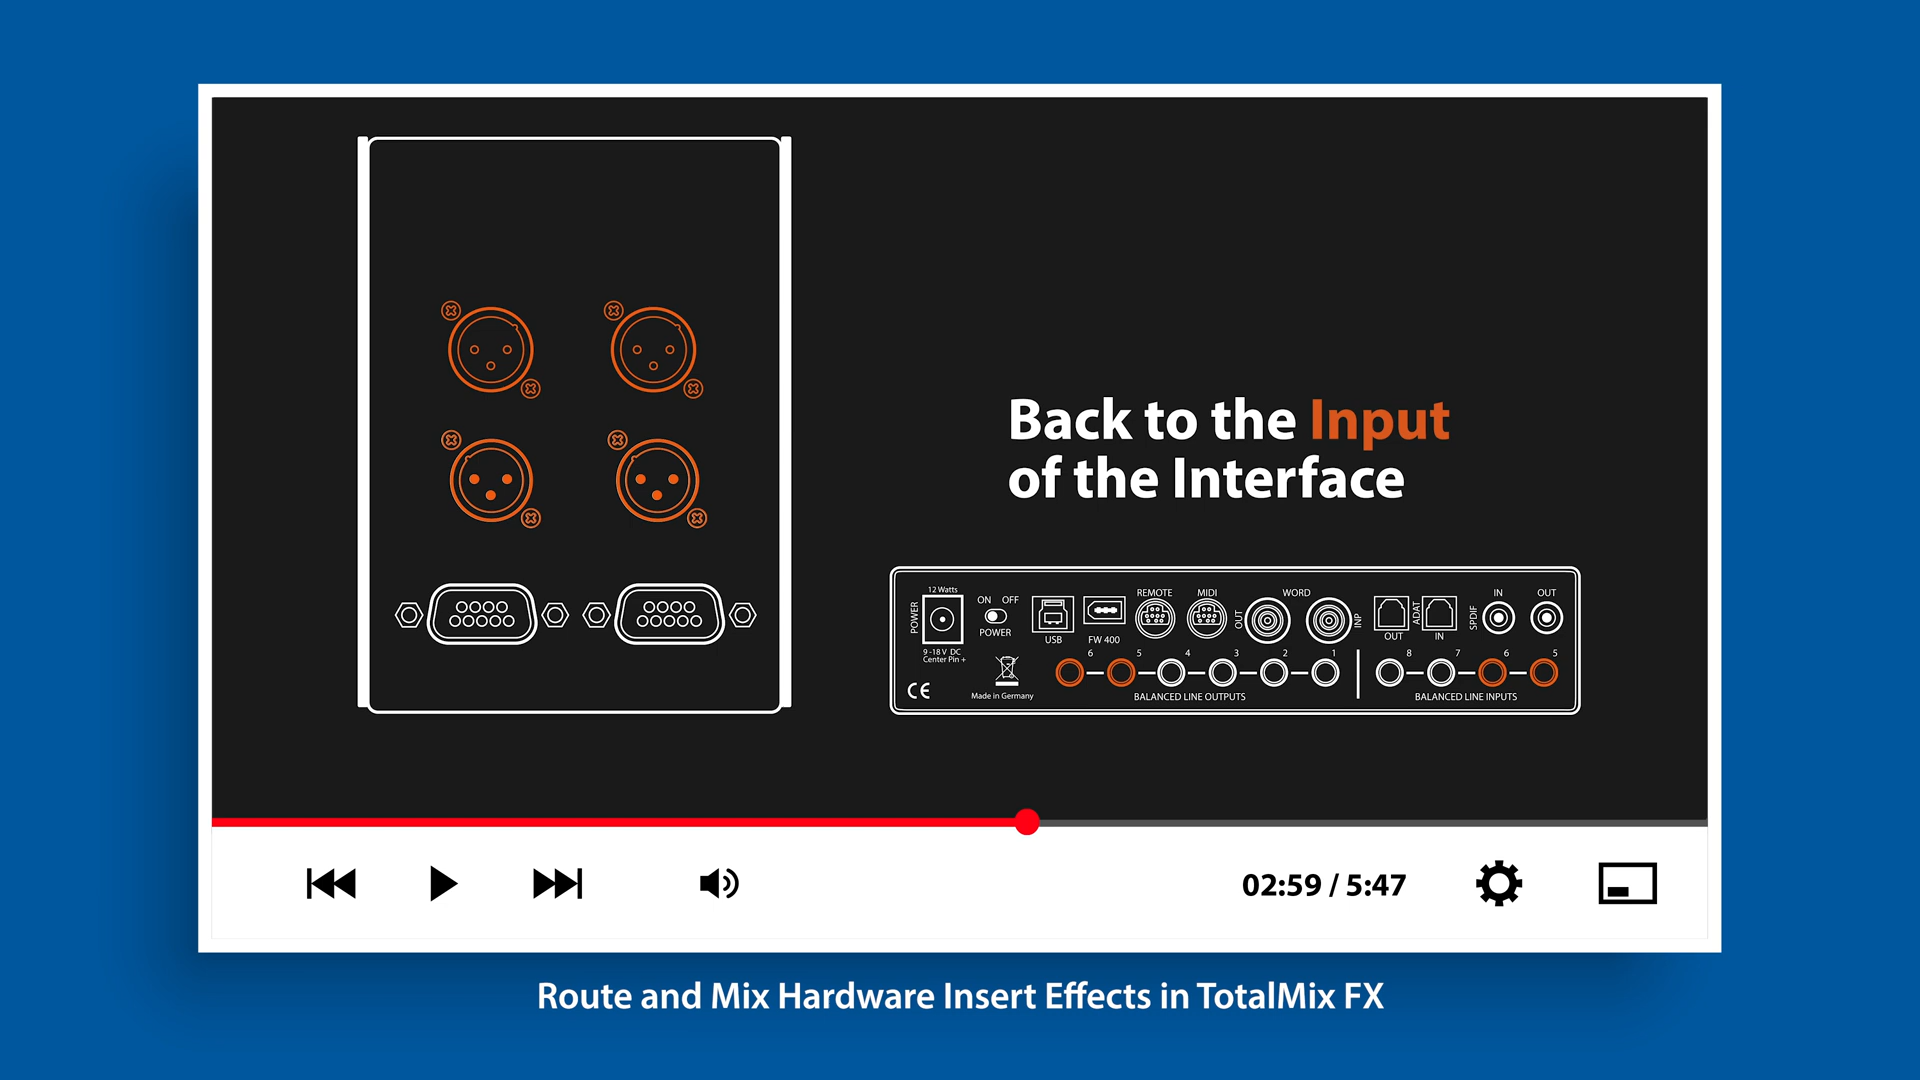 Back to the Input
of the Interface
12 Watts
POWER
9 -18 V DC
Center Pin +
ON OFF
POWER
USB
FW 400
REMOTE
MIDI
OUT
WORD
INP
OUT
ADAT
IN
SPDIF
IN
OUT
Made in Germany
CE
6 5 4 3 2 1
BALANCED LINE OUTPUTS
8 7 6 5
BALANCED LINE INPUTS
02:59 / 5:47
Route and Mix Hardware Insert Effects in TotalMix FX